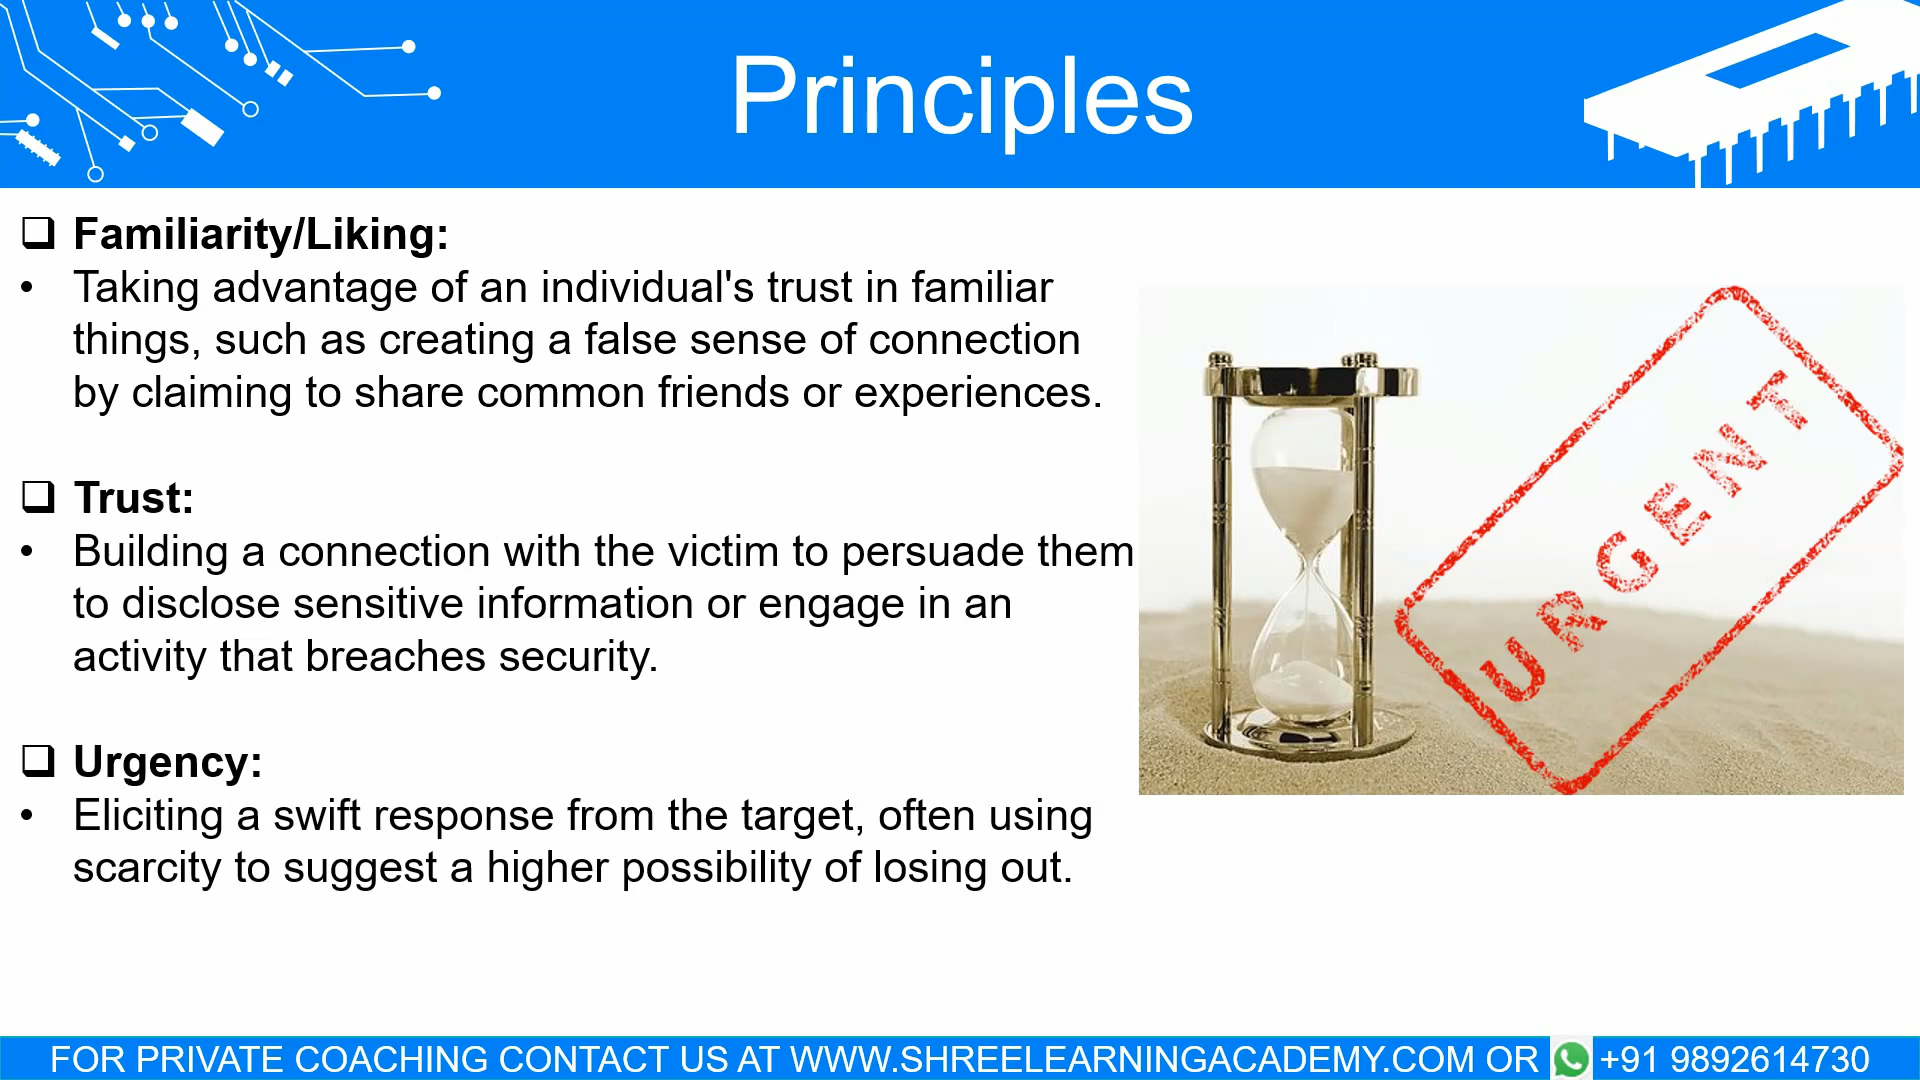 Principles
Familiarity/Liking:
• Taking advantage of an individual's trust in familiar
things, such as creating a false sense of connection
by claiming to share common friends or experiences.
Trust:
• Building a connection with the victim to persuade them
to disclose sensitive information or engage in an
activity that breaches security.
Urgency:
• Eliciting a swift response from the target, often using
scarcity to suggest a higher possibility of losing out.
URGENT
FOR PRIVATE COACHING CONTACT US AT WWW.SHREELEARNINGACADEMY.COM OR +91 9892614730